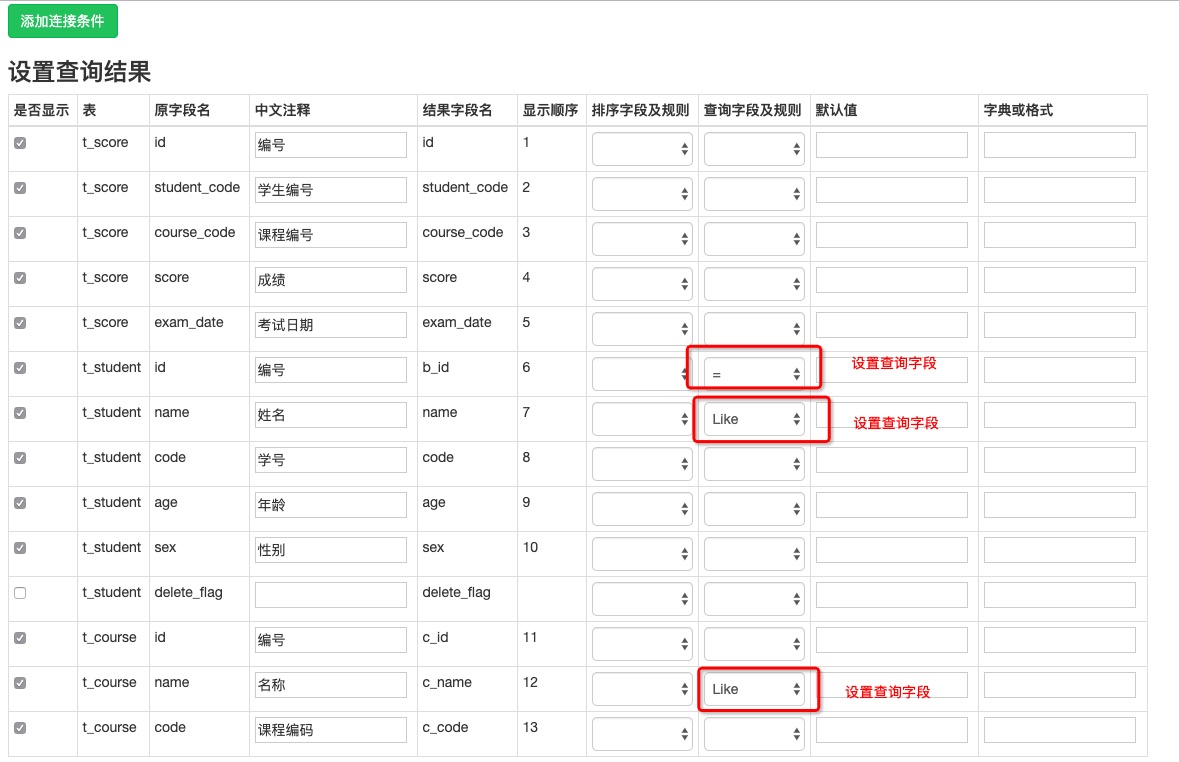 添加连接条件
设置查询结果
是否显示 表 原字段名 中文注释 结果字段名 显示顺序 排序字段及规则 查询字段及规则 默认值 字典或格式
t_score id 编号 id 1
t_score student_code 学生编号 student_code 2
t_score course_code 课程编号 course_code 3
t_score score 成绩 score 4
t_score exam_date 考试日期 exam_date 5
t_student id 编号 b_id 6 = 设置查询字段
t_student name 姓名 name 7 Like 设置查询字段
t_student code 学号 code 8
t_student age 年龄 age 9
t_student sex 性别 sex 10
t_student delete_flag delete_flag
t_course id 编号 c_id 11
t_course name 名称 c_name 12 Like 设置查询字段
t_course code 课程编码 c_code 13